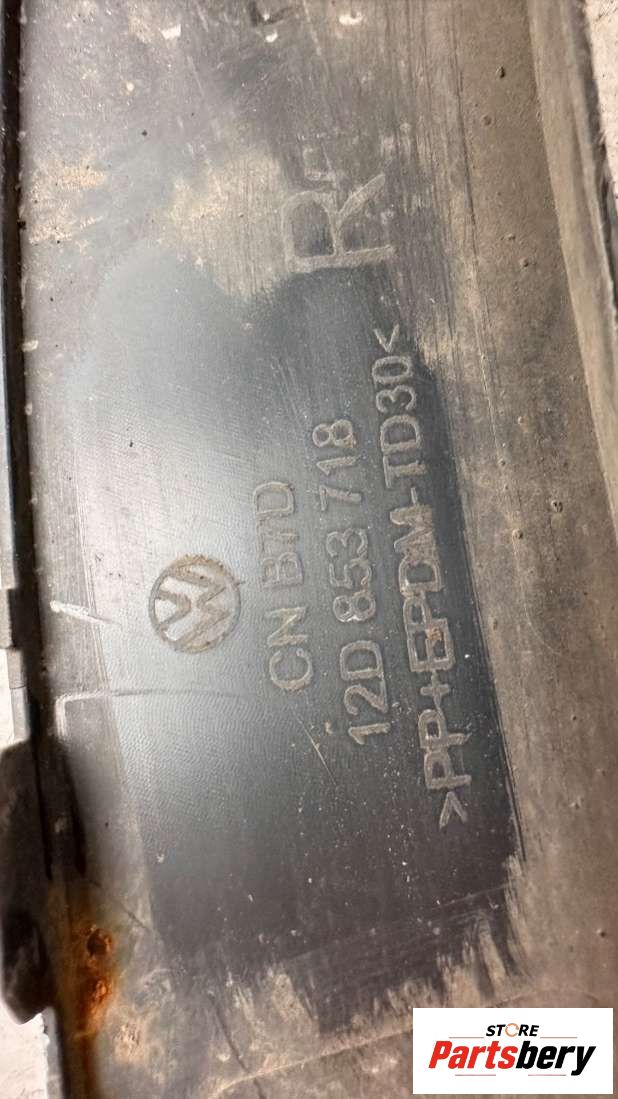 R
CN B7D
12D 853 718
>PP+EPDM-TD30<
STORE
Partsbery